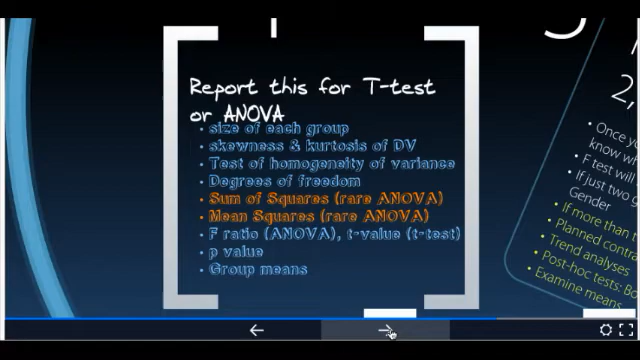 Report this for T-test
or ANOVA
• size of each group
• skewness & kurtosis of DV
• Test of homogeneity of variance
• Degrees of freedom
• Sum of Squares (rare ANOVA)
• Mean Squares (rare ANOVA)
• F ratio (ANOVA), t-value (t-test)
• p value
• Group means
2,
• Once yo
know wh
• F test will
• If just two g
Gender
• If more than t
• Planned contra
• Trend analyses
• Post-hoc tests: Bo
• Examine means